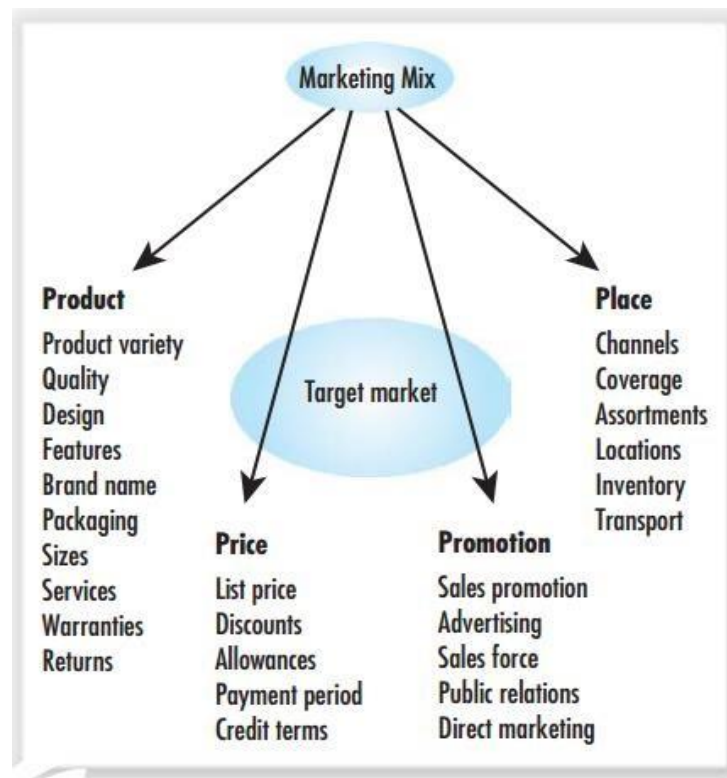 Marketing Mix
Product
Product variety
Quality
Design
Features
Brand name
Packaging
Sizes
Services
Warranties
Returns
Target market
Price
List price
Discounts
Allowances
Payment period
Credit terms
Promotion
Sales promotion
Advertising
Sales force
Public relations
Direct marketing
Place
Channels
Coverage
Assortments
Locations
Inventory
Transport